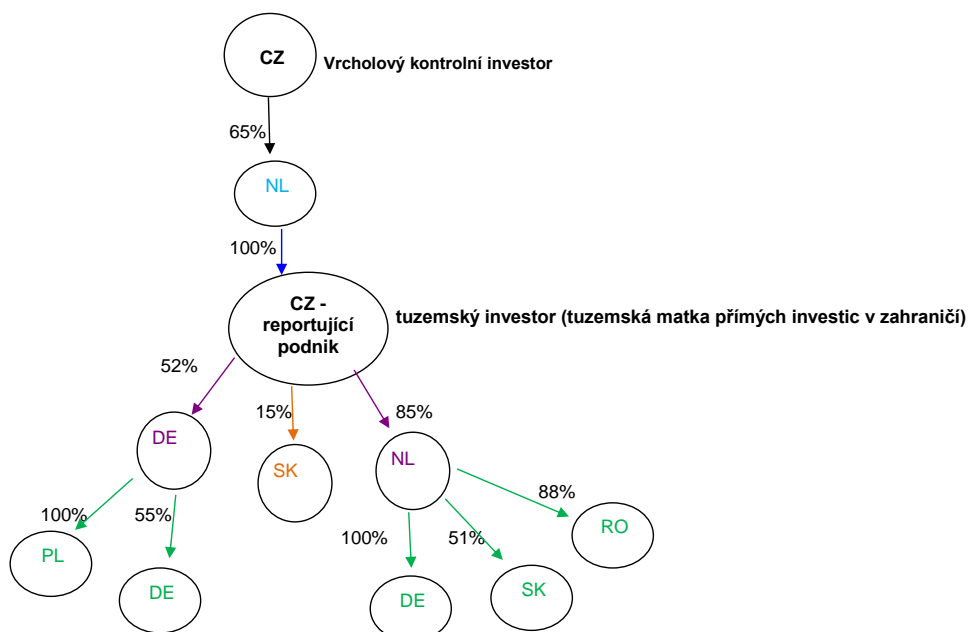 CZ
Vrcholový kontrolní investor
65%
NL
100%
CZ -
reportující
podnik
tuzemský investor (tuzemská matka přímých investic v zahraničí)
52%
15%
85%
DE
SK
NL
100%
55%
100%
51%
88%
PL
DE
DE
SK
RO